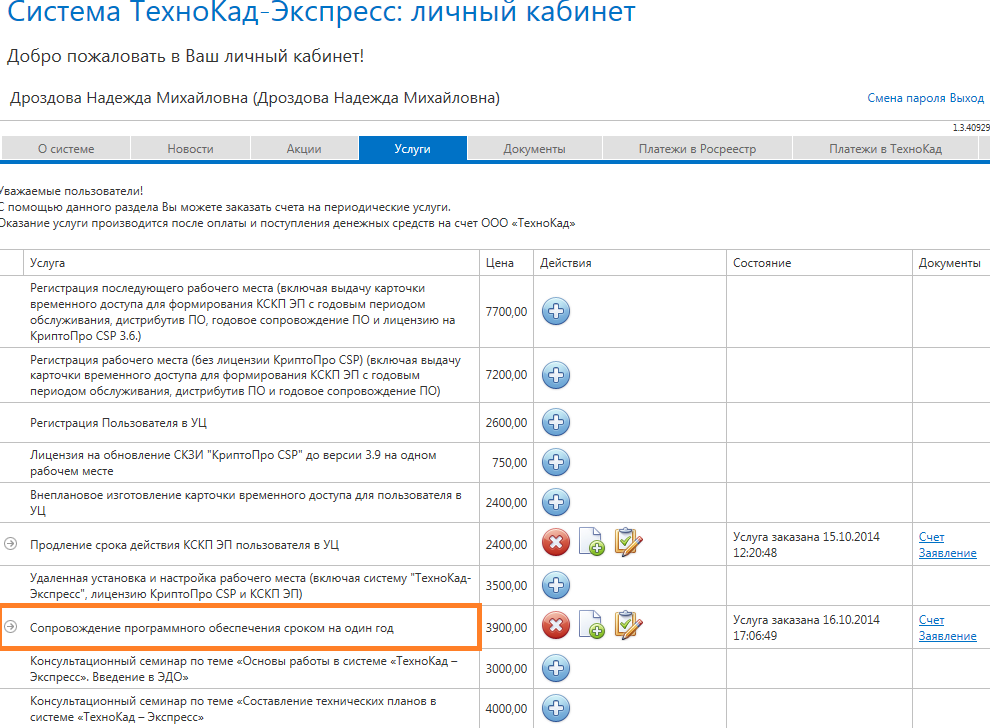 Система ТехноКад-Экспресс: личный кабинет
Добро пожаловать в Ваш личный кабинет!
Дроздова Надежда Михайловна (Дроздова Надежда Михайловна)
Смена пароля Выход
1.3.40929
О системе Новости Акции Услуги Документы Платежи в Росреестр Платежи в ТехноКад
Уважаемые пользователи!
С помощью данного раздела Вы можете заказать счета на периодические услуги.
Оказание услуги производится после оплаты и поступления денежных средств на счет ООО «ТехноКад»
Услуга Цена Действия Состояние Документы
Регистрация последующего рабочего места (включая выдачу карточки
временного доступа для формирования КСКП ЭП с годовым периодом
обслуживания, дистрибутив ПО, годовое сопровождение ПО и лицензию на
КриптоПро CSP 3.6.)
7700,00
Регистрация рабочего места (без лицензии КриптоПро CSP) (включая выдачу
карточки временного доступа для формирования КСКП ЭП с годовым
периодом обслуживания, дистрибутив ПО и годовое сопровождение ПО)
7200,00
Регистрация Пользователя в УЦ 2600,00
Лицензия на обновление СКЗИ "КриптоПро CSP" до версии 3.9 на одном
рабочем месте
750,00
Внеплановое изготовление карточки временного доступа для пользователя в
УЦ
2400,00
Продление срока действия КСКП ЭП пользователя в УЦ 2400,00
Услуга заказана 15.10.2014
12:20:48
Счет
Заявление
Удаленная установка и настройка рабочего места (включая систему "ТехноКад-
Экспресс", лицензию КриптоПро CSP и КСКП ЭП)
3500,00
Сопровождение программного обеспечения сроком на один год 3900,00
Услуга заказана 16.10.2014
17:06:49
Счет
Заявление
Консультационный семинар по теме «Основы работы в системе «ТехноКад –
Экспресс». Введение в ЭДО»
3000,00
Консультационный семинар по теме «Составление технических планов в
системе «ТехноКад – Экспресс»
4000,00